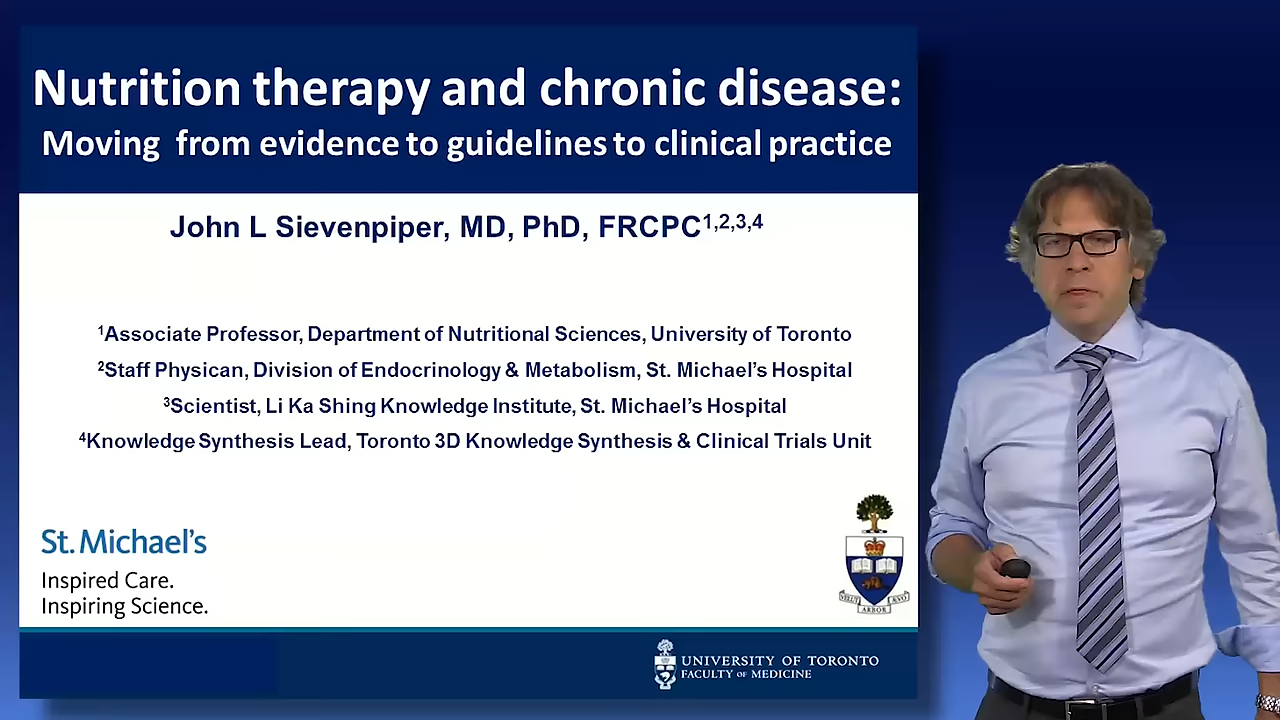 Nutrition therapy and chronic disease:
Moving from evidence to guidelines to clinical practice
John L Sievenpiper, MD, PhD, FRCPC1,2,3,4
1Associate Professor, Department of Nutritional Sciences, University of Toronto
2Staff Physican, Division of Endocrinology & Metabolism, St. Michael's Hospital
3Scientist, Li Ka Shing Knowledge Institute, St. Michael's Hospital
4Knowledge Synthesis Lead, Toronto 3D Knowledge Synthesis & Clinical Trials Unit
St. Michael's
Inspired Care.
Inspiring Science.
VELUT ARBOR ÆVO
UNIVERSITY OF TORONTO
FACULTY OF MEDICINE